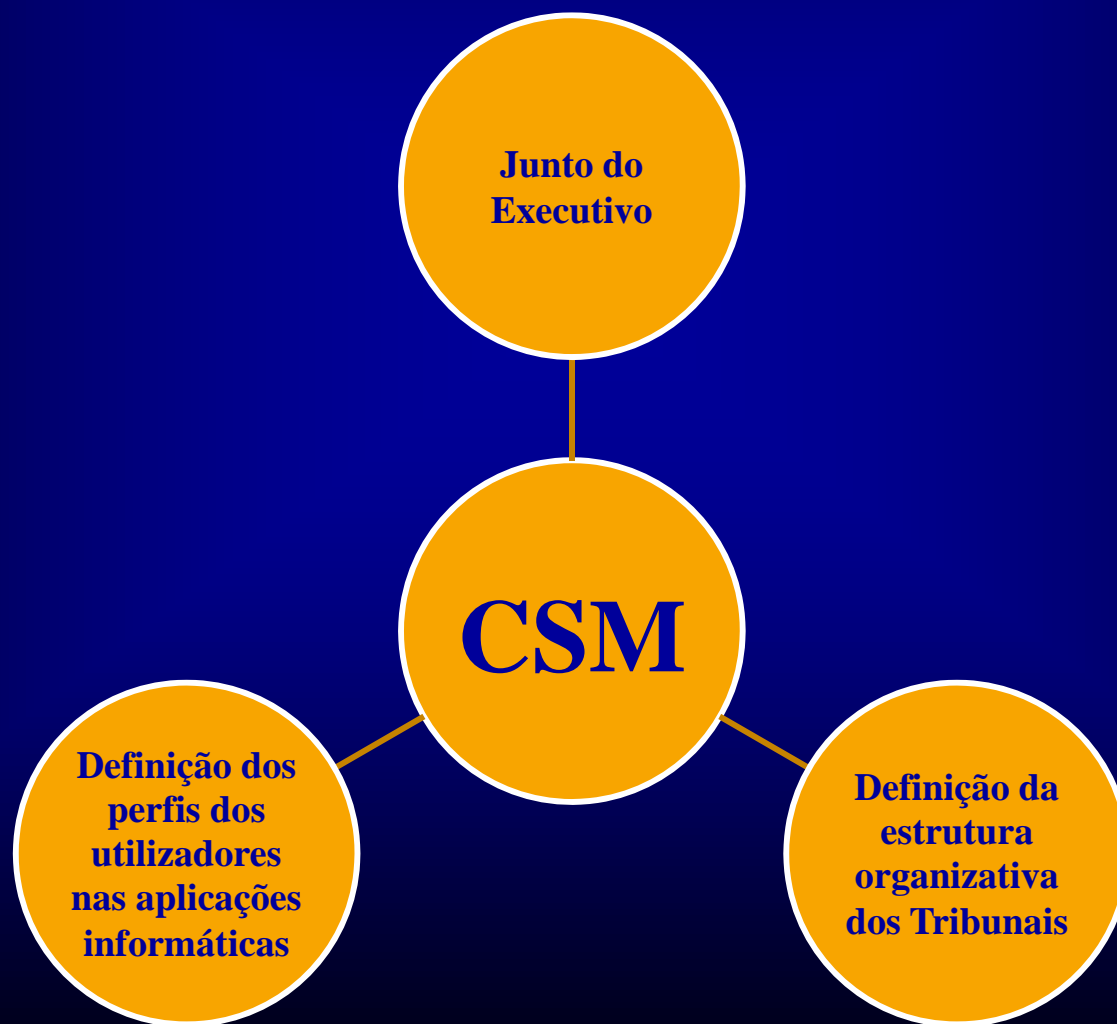 Junto do
Executivo
CSM
Definição dos
perfis dos
utilizadores
nas aplicações
informáticas
Definição da
estrutura
organizativa
dos Tribunais